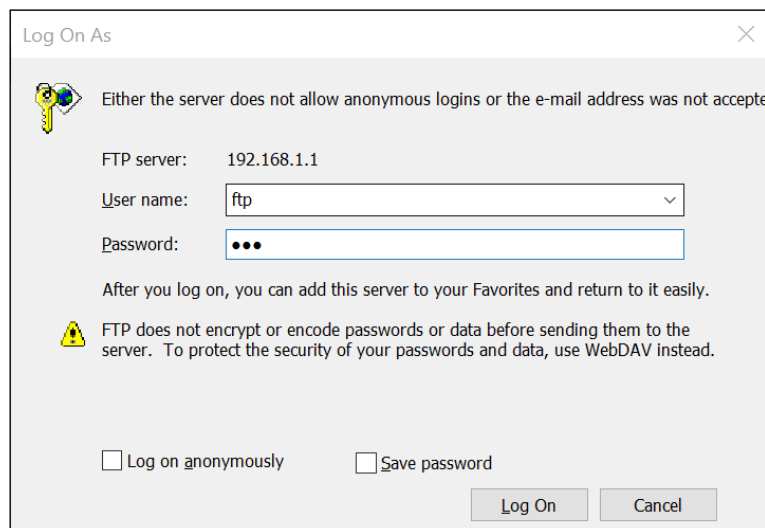 Log On As
Either the server does not allow anonymous logins or the e-mail address was not accepte
FTP server: 192.168.1.1
User name: ftp
Password: ●●●
After you log on, you can add this server to your Favorites and return to it easily.
FTP does not encrypt or encode passwords or data before sending them to the
server. To protect the security of your passwords and data, use WebDAV instead.
Log on anonymously Save password
Log On Cancel